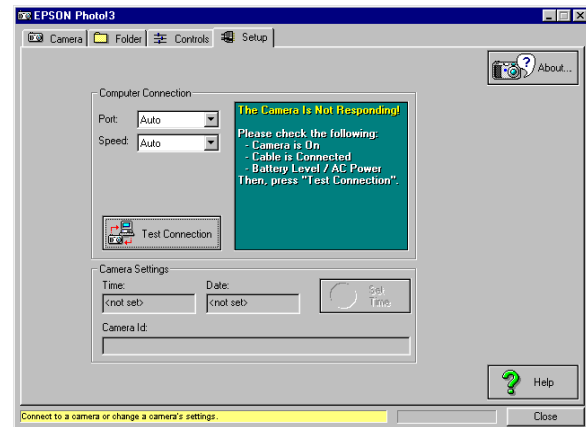 EPSON Photo!3
Camera Folder Controls Setup
About...
Computer Connection
Port: Auto
Speed: Auto
The Camera Is Not Responding!
Please check the following:
- Camera is On
- Cable is Connected
- Battery Level / AC Power
Then, press "Test Connection".
Test Connection
Camera Settings
Time: Date:
<not set> <not set>
Set
Time
Camera Id:
Help
Connect to a camera or change a camera's settings.
Close